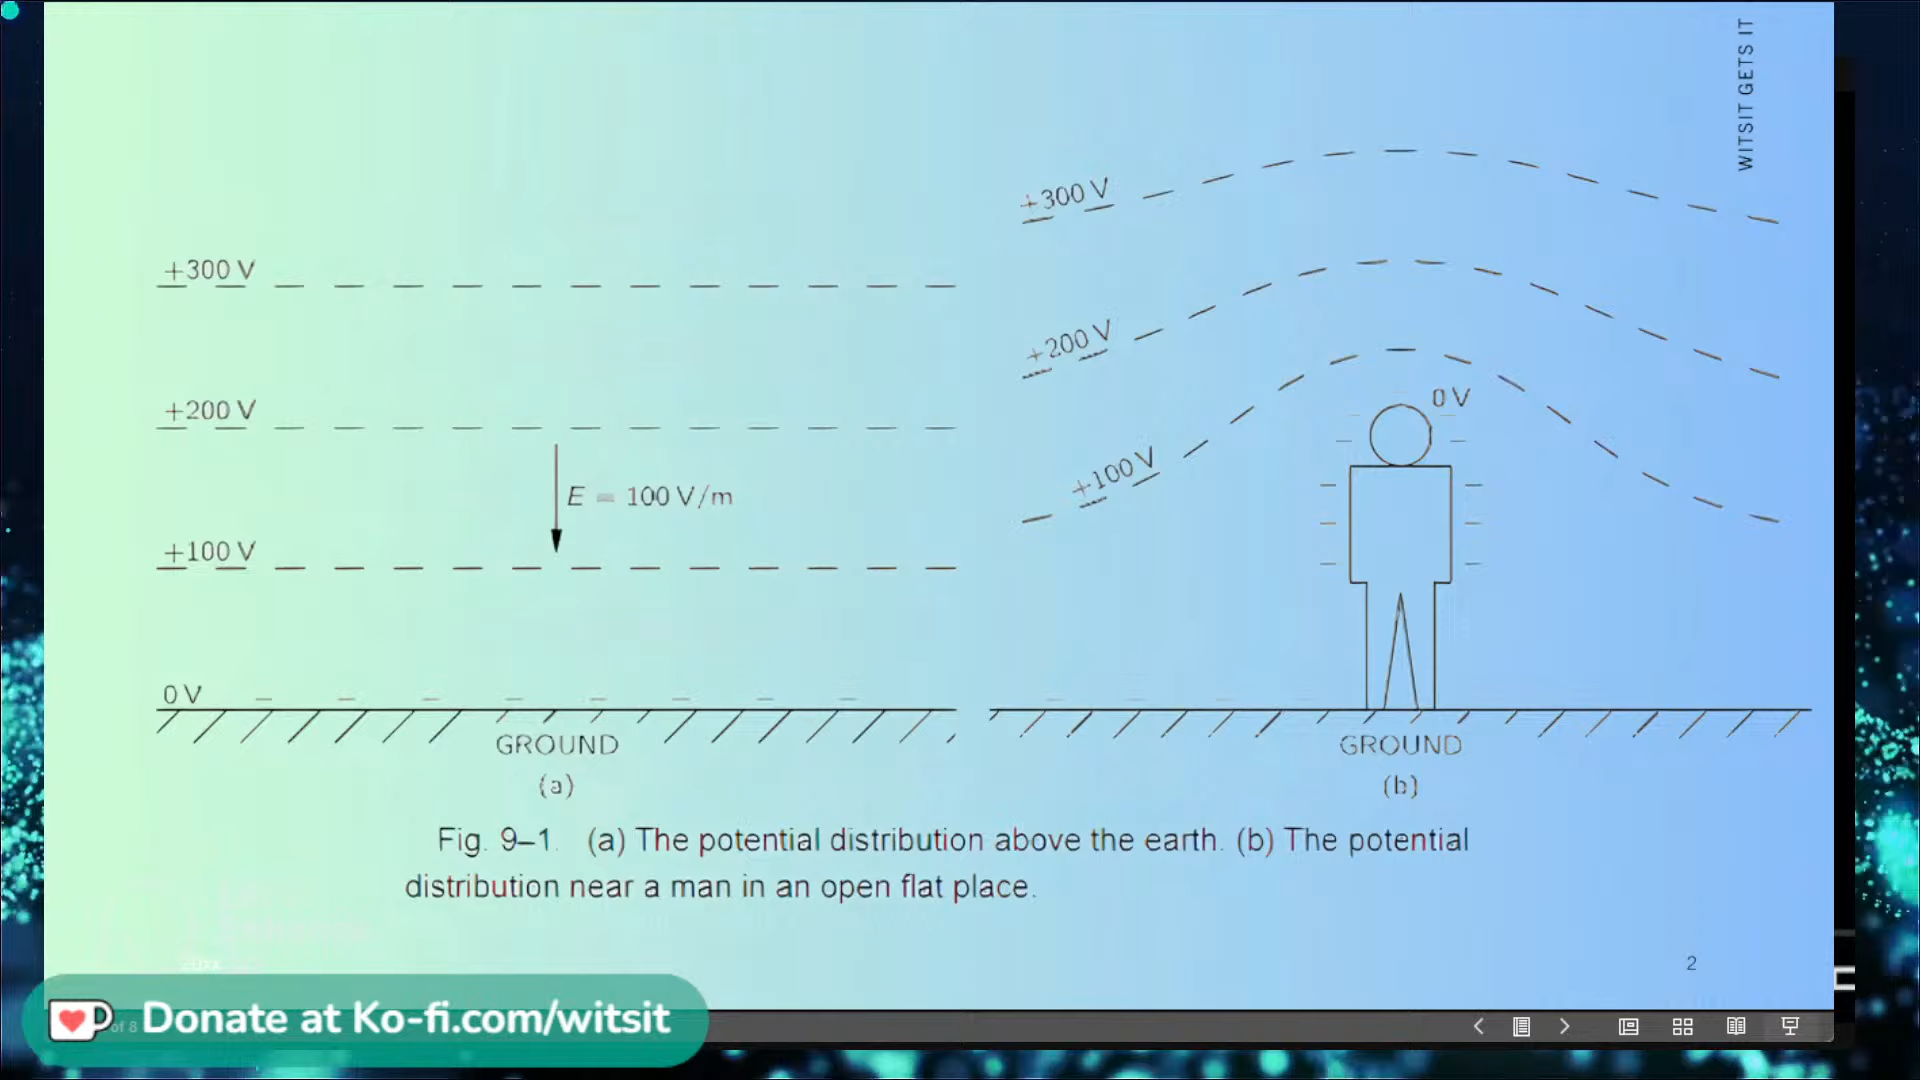 WITSIT GETS IT
+300 V
+200 V
E = 100 V/m
+100 V
0 V
GROUND
(a)
+300 V
+200 V
+100 V
0 V
GROUND
(b)
Fig. 9–1. (a) The potential distribution above the earth. (b) The potential
distribution near a man in an open flat place.
2
Donate at Ko-fi.com/witsit
of 8